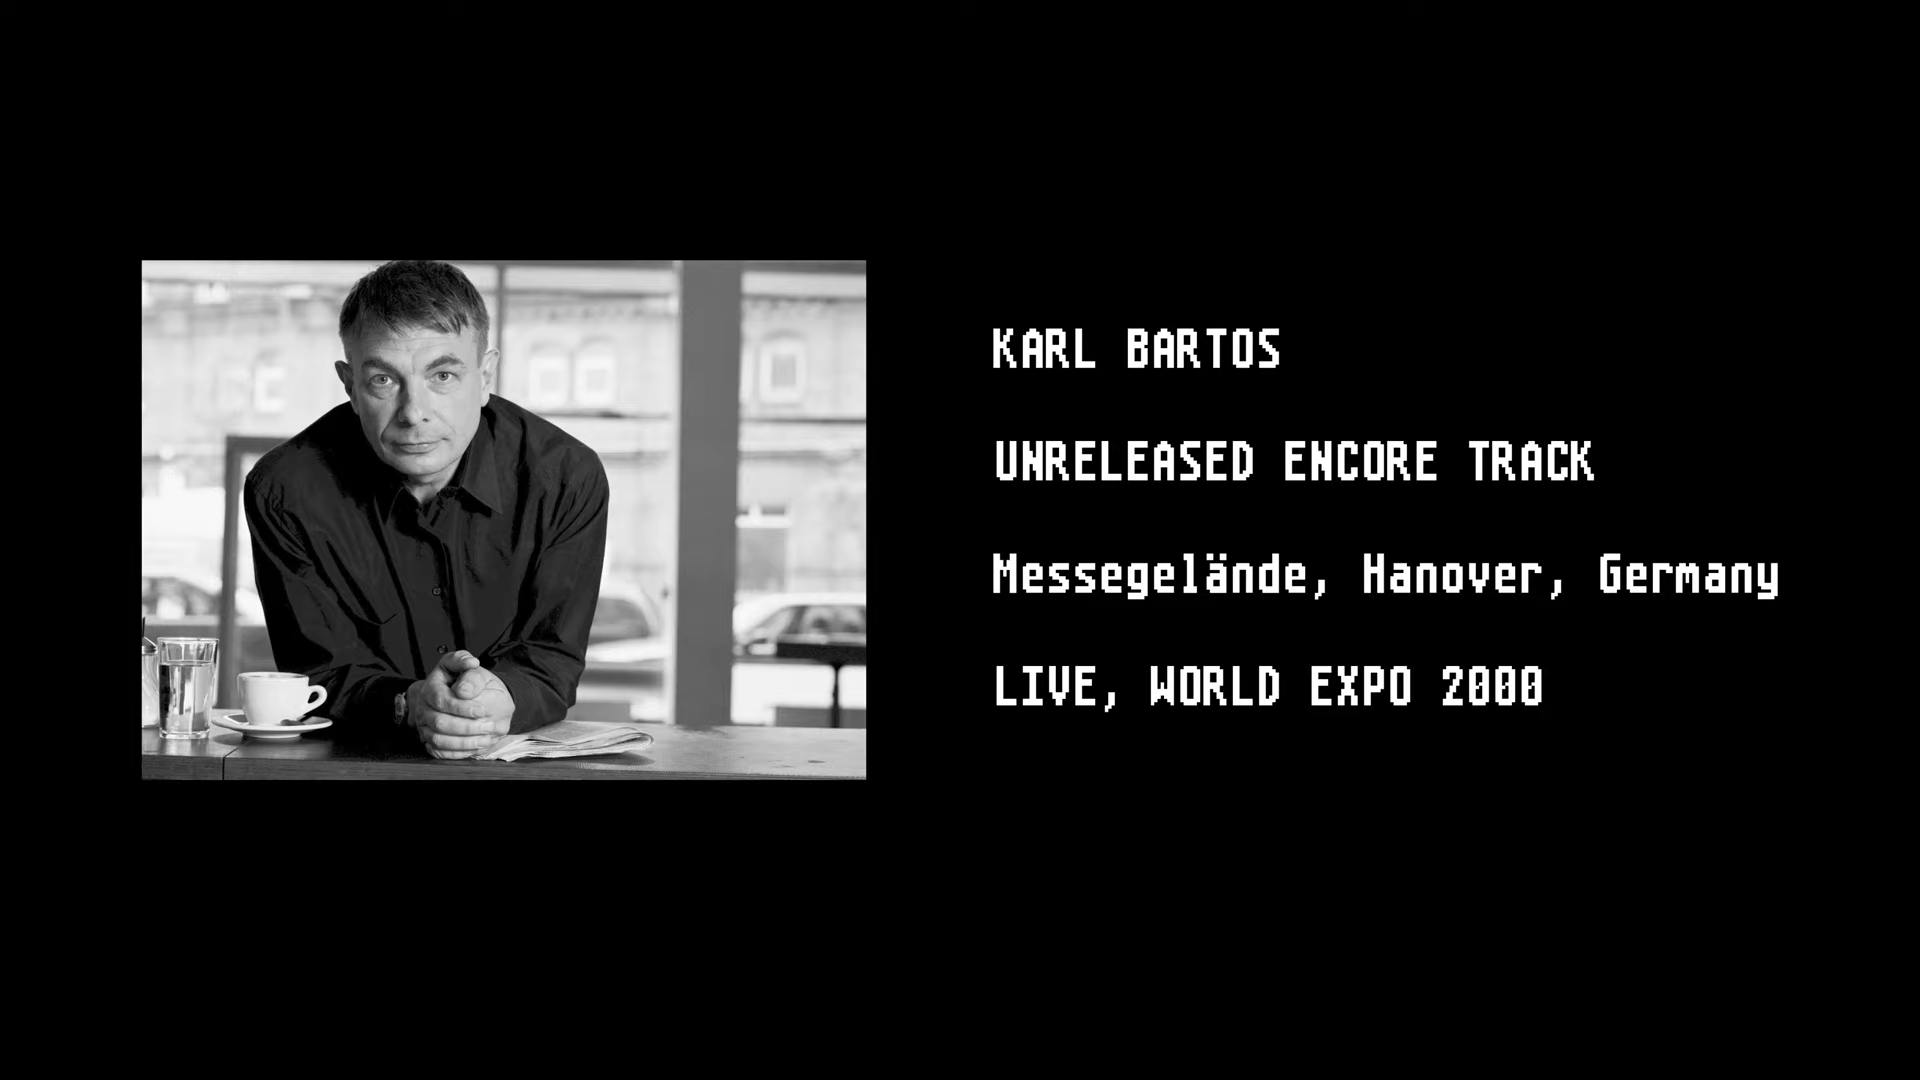 KARL BARTOS
UNRELEASED ENCORE TRACK
Messegelände, Hanover, Germany
LIVE, WORLD EXPO 2000